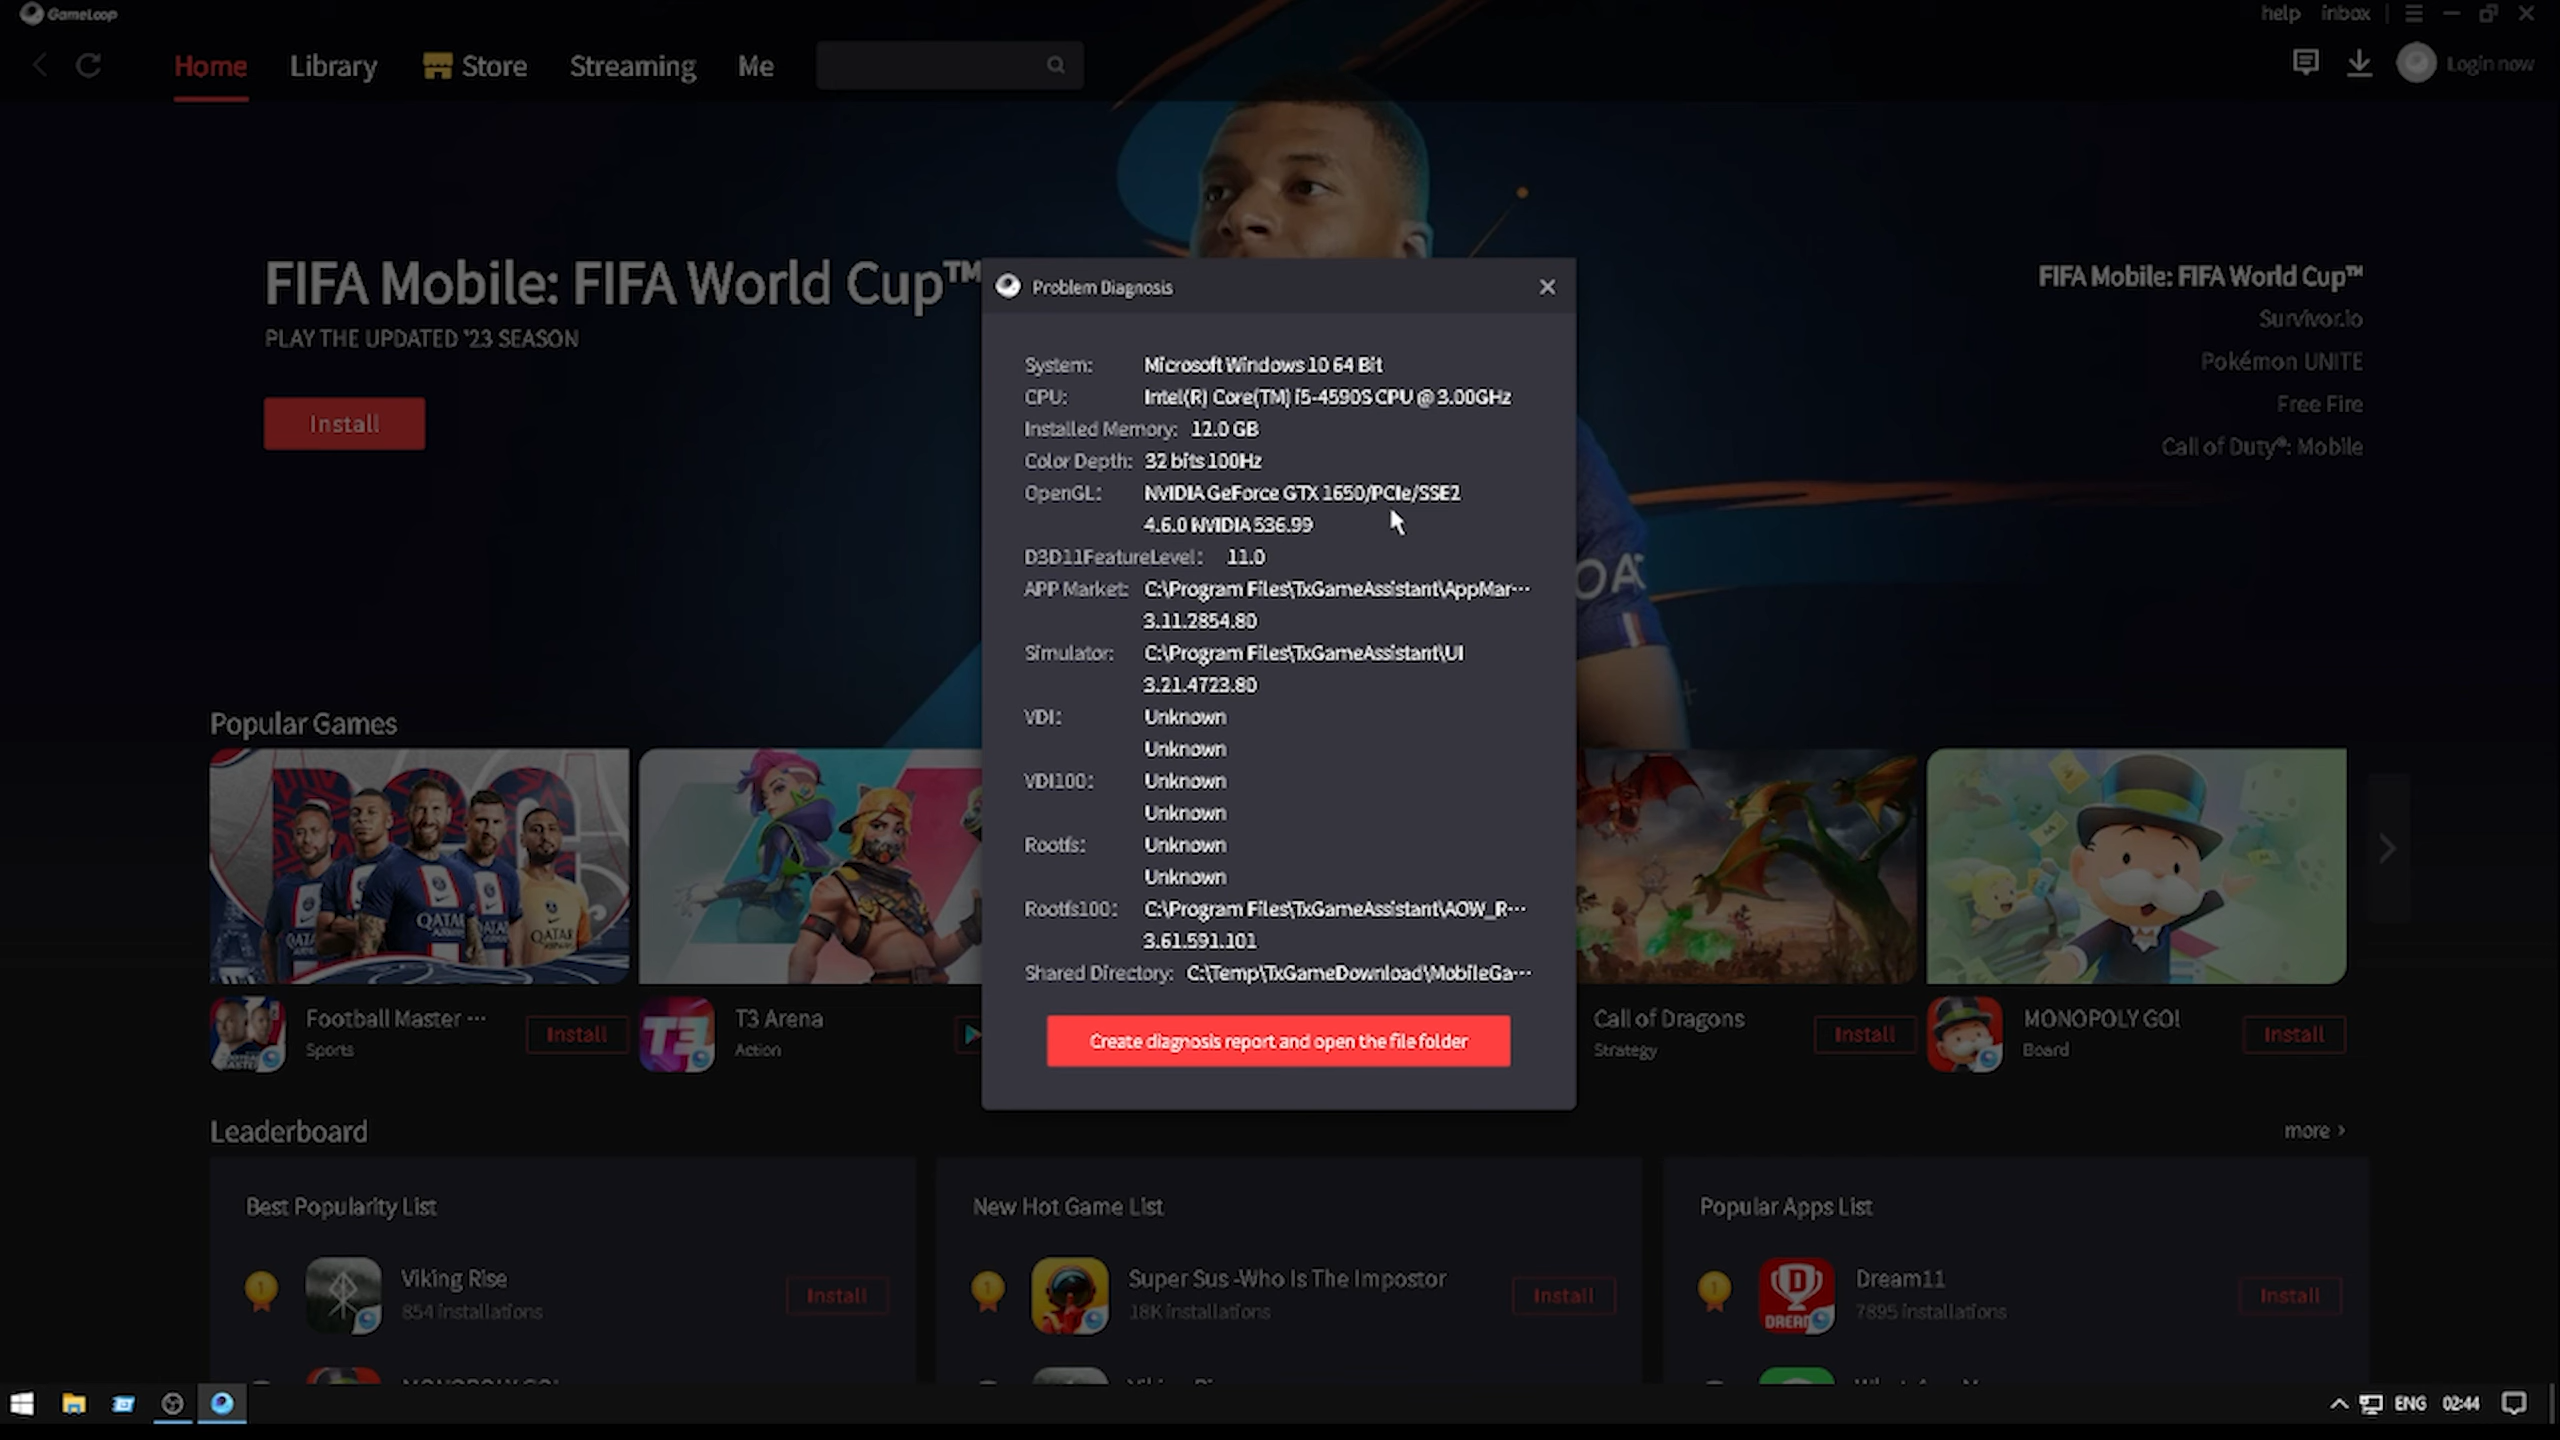 GameLoop
help inbox
Home Library Store Streaming Me
Login now
FIFA Mobile: FIFA World Cup™
PLAY THE UPDATED '23 SEASON
Install
FIFA Mobile: FIFA World Cup™
Survivor.io
Pokémon UNITE
Free Fire
Call of Duty®: Mobile
Problem Diagnosis
System: Microsoft Windows 10 64 Bit
CPU: Intel(R) Core(TM) i5-4590S CPU @ 3.00GHz
Installed Memory: 12.0 GB
Color Depth: 32 bits 100Hz
OpenGL: NVIDIA GeForce GTX 1650/PCIe/SSE2
4.6.0 NVIDIA 536.99
D3D11FeatureLevel: 11.0
APP Market: C:\Program Files\TxGameAssistant\AppMar···
3.11.2854.80
Simulator: C:\Program Files\TxGameAssistant\UI
3.21.4723.80
VDI: Unknown
Unknown
VDI100: Unknown
Unknown
Rootfs: Unknown
Unknown
Rootfs100: C:\Program Files\TxGameAssistant\AOW_R···
3.61.591.101
Shared Directory: C:\Temp\TxGameDownload\MobileGa···
Create diagnosis report and open the file folder
Popular Games
QATAR
QATAR
Football Master ···
Sports
Install
T3
T3 Arena
Action
Call of Dragons
Strategy
Install
MONOPOLY GO!
Board
Install
Leaderboard
more >
Best Popularity List
1
Viking Rise
854 installations
Install
New Hot Game List
1
Super Sus -Who Is The Impostor
18K installations
Install
Popular Apps List
1
Dream11
7895 installations
Install
ENG 02:44